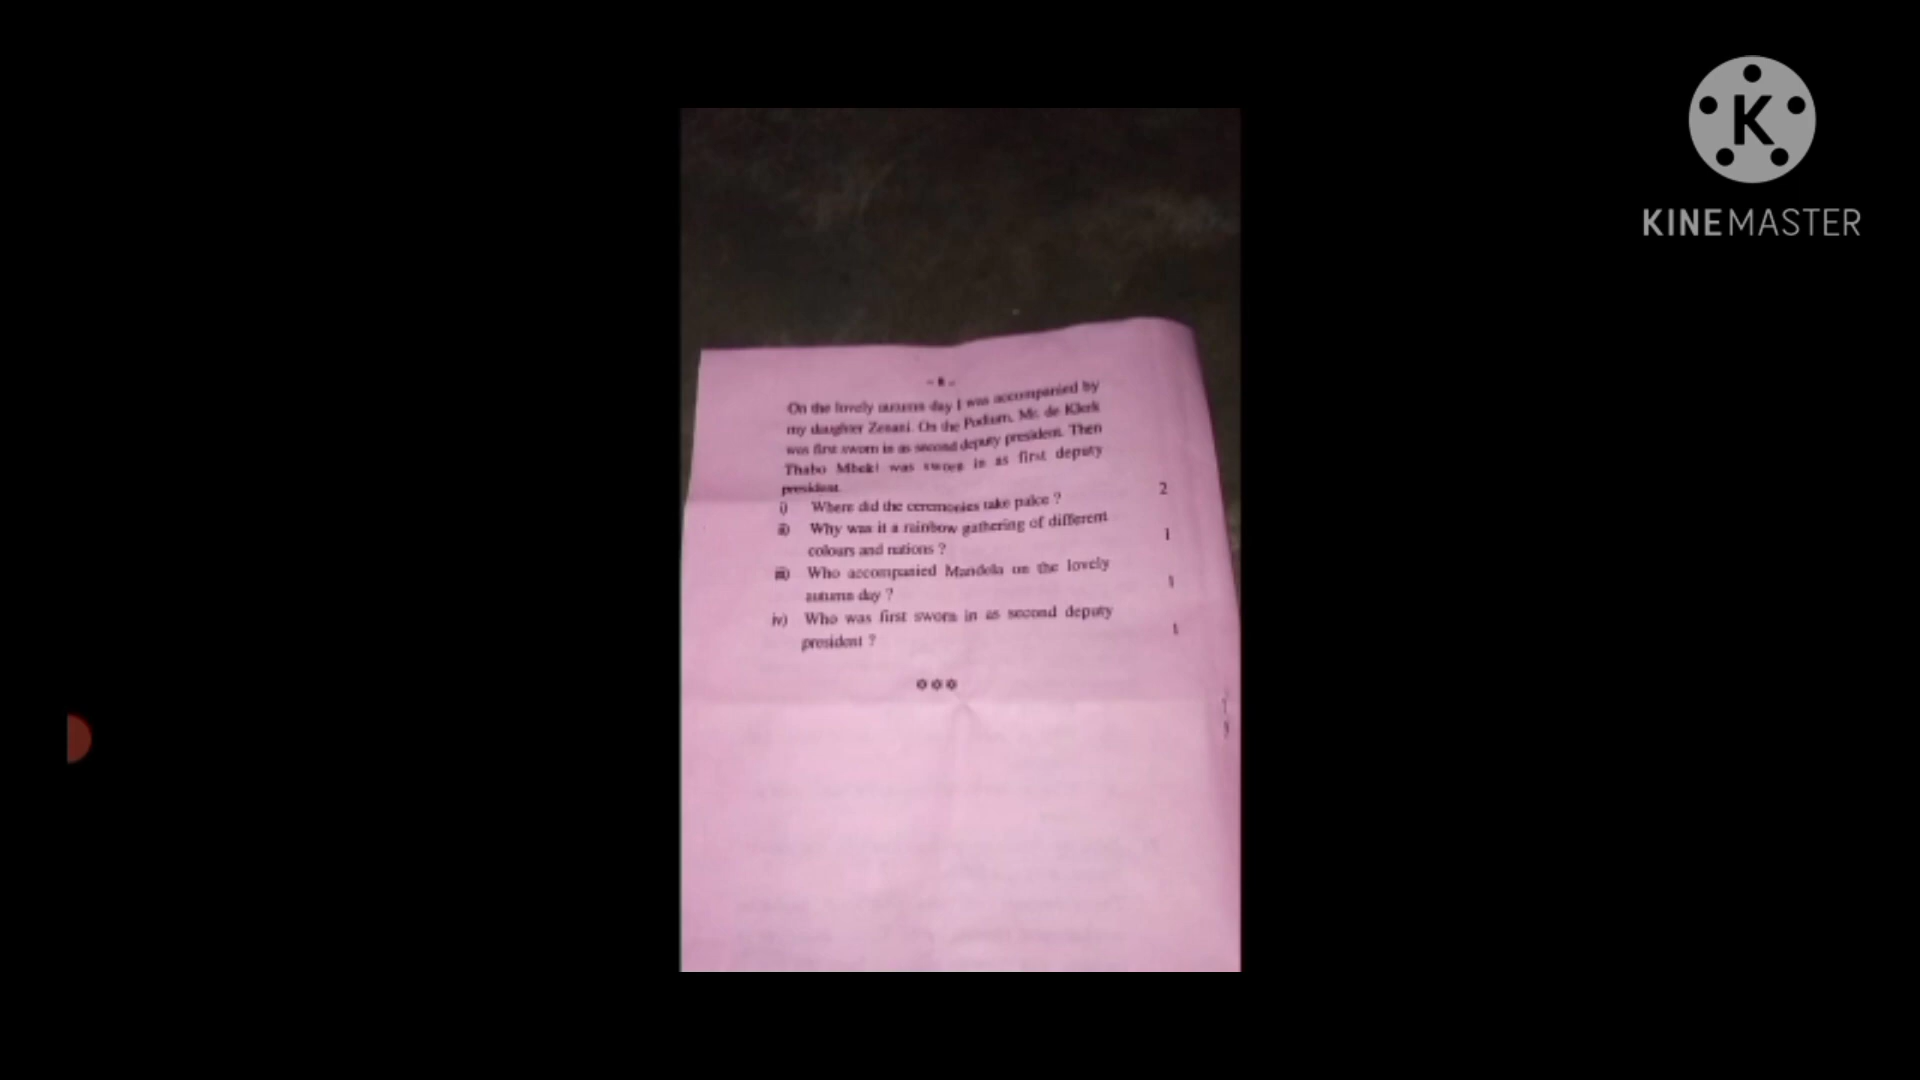 - 8 -
On the lovely autumn day I was accompanied by
my daughter Zenani. On the Podium, Mr. de Klerk
was first sworn in as second deputy president. Then
Thabo Mbeki was sworn in as first deputy
president.
i) Where did the ceremonies take palce ? 2
ii) Why was it a rainbow gathering of different
colours and nations ? 1
iii) Who accompanied Mandela on the lovely
autumn day ? 1
iv) Who was first sworn in as second deputy
president ? 1
K
KINEMASTER